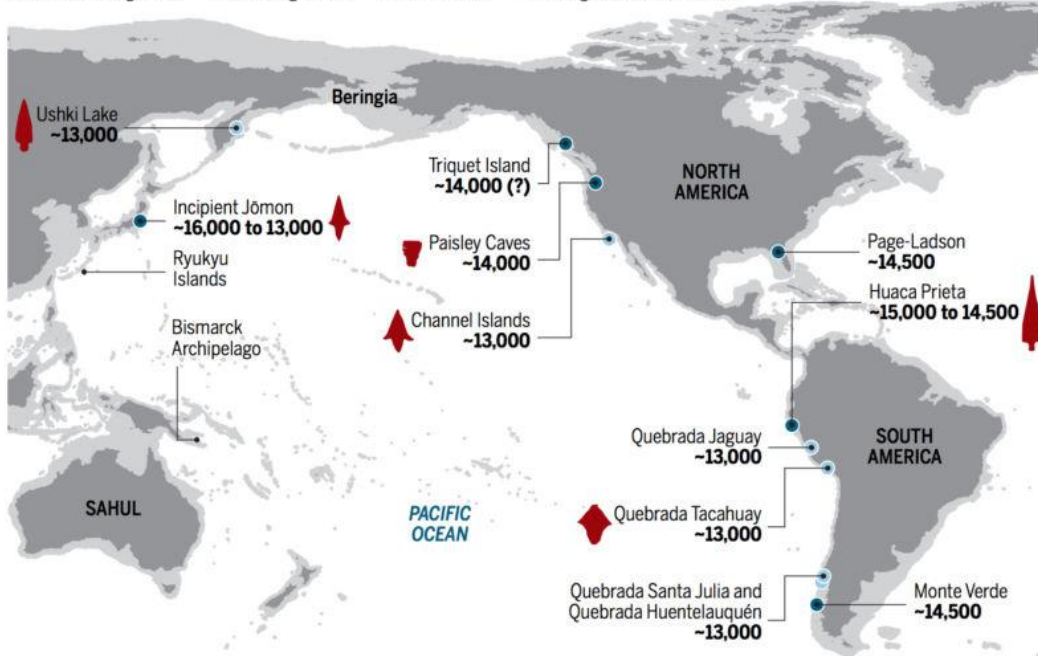 Beringia
Ushki Lake
~13,000
Triquet Island
~14,000 (?)
NORTH
AMERICA
Incipient Jōmon
~16,000 to 13,000
Paisley Caves
~14,000
Page-Ladson
~14,500
Ryukyu
Islands
Huaca Prieta
~15,000 to 14,500
Channel Islands
~13,000
Bismarck
Archipelago
Quebrada Jaguay
~13,000
SOUTH
AMERICA
SAHUL
PACIFIC
OCEAN
Quebrada Tacahuay
~13,000
Quebrada Santa Julia and
Quebrada Huentelauquén
~13,000
Monte Verde
~14,500